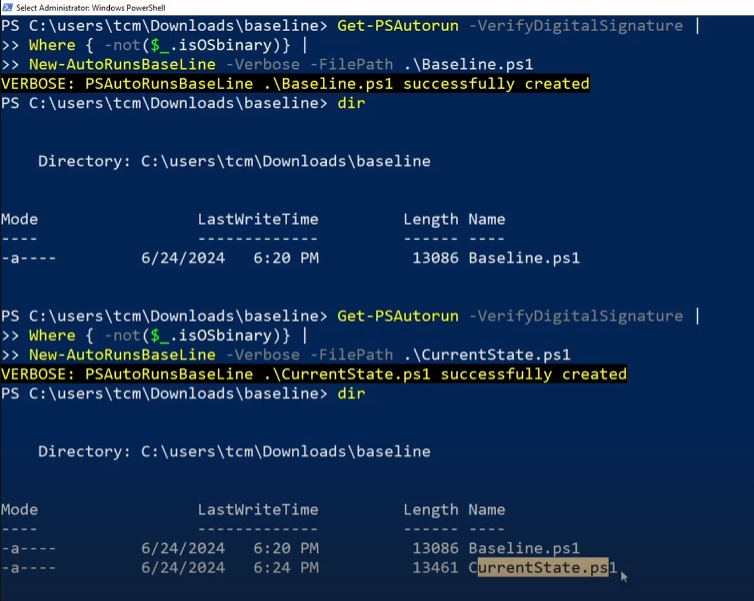 Select Administrator: Windows PowerShell
PS C:\users\tcm\Downloads\baseline> Get-PSAutorun -VerifyDigitalSignature |
>> Where { -not($_.isOSbinary)} |
>> New-AutoRunsBaseLine -Verbose -FilePath .\Baseline.ps1
VERBOSE: PSAutoRunsBaseLine .\Baseline.ps1 successfully created
PS C:\users\tcm\Downloads\baseline> dir
Directory: C:\users\tcm\Downloads\baseline
Mode LastWriteTime Length Name
---- ------------- ------ ----
-a---- 6/24/2024 6:20 PM 13086 Baseline.ps1
PS C:\users\tcm\Downloads\baseline> Get-PSAutorun -VerifyDigitalSignature |
>> Where { -not($_.isOSbinary)} |
>> New-AutoRunsBaseLine -Verbose -FilePath .\CurrentState.ps1
VERBOSE: PSAutoRunsBaseLine .\CurrentState.ps1 successfully created
PS C:\users\tcm\Downloads\baseline> dir
Directory: C:\users\tcm\Downloads\baseline
Mode LastWriteTime Length Name
---- ------------- ------ ----
-a---- 6/24/2024 6:20 PM 13086 Baseline.ps1
-a---- 6/24/2024 6:24 PM 13461 CurrentState.ps1